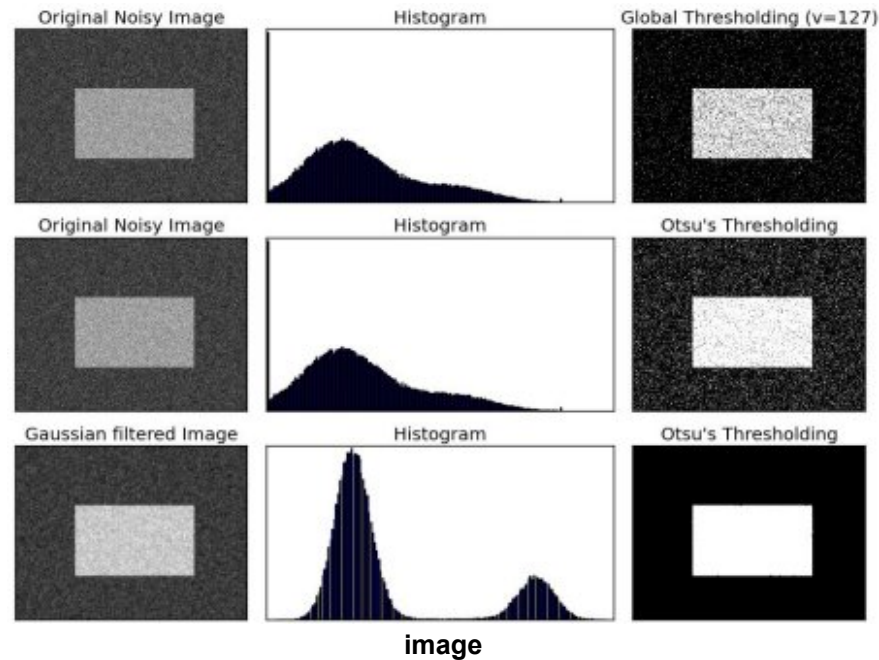 Original Noisy Image
Histogram
Global Thresholding (v=127)
Original Noisy Image
Histogram
Otsu's Thresholding
Gaussian filtered Image
Histogram
Otsu's Thresholding
image